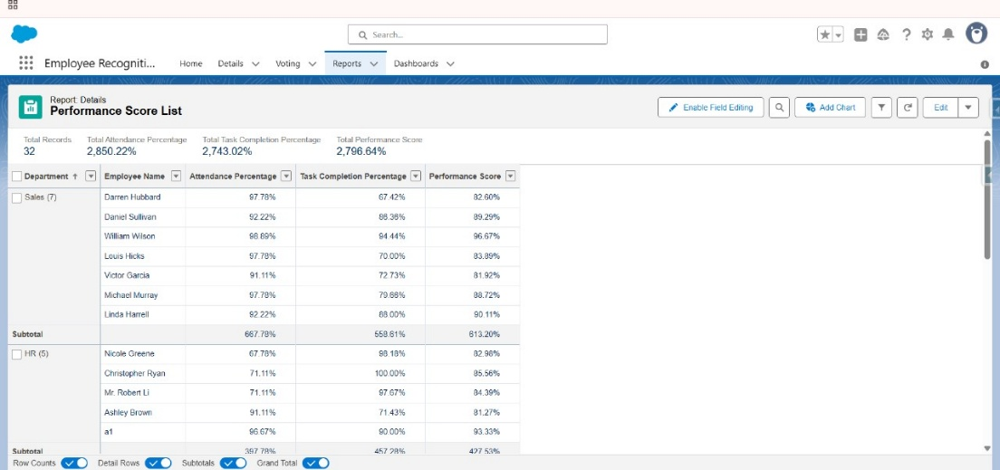 Search...
Employee Recogniti... Home Details Voting Reports Dashboards
Report: Details
Performance Score List
Enable Field Editing Add Chart Edit
Total Records Total Attendance Percentage Total Task Completion Percentage Total Performance Score
32 2,850.22% 2,743.02% 2,796.64%
Department ↑ Employee Name Attendance Percentage Task Completion Percentage Performance Score
Sales (7) Darren Hubbard 97.78% 67.42% 82.60%
Daniel Sullivan 92.22% 86.36% 89.29%
William Wilson 98.89% 94.44% 96.67%
Louis Hicks 97.78% 70.00% 83.89%
Victor Garcia 91.11% 72.73% 81.92%
Michael Murray 97.78% 79.66% 88.72%
Linda Harrell 92.22% 88.00% 90.11%
Subtotal 667.78% 558.61% 613.20%
HR (5) Nicole Greene 67.78% 98.18% 82.98%
Christopher Ryan 71.11% 100.00% 85.56%
Mr. Robert Li 71.11% 97.67% 84.39%
Ashley Brown 91.11% 71.43% 81.27%
a1 96.67% 90.00% 93.33%
Subtotal 397.78% 457.28% 427.53%
Row Counts Detail Rows Subtotals Grand Total